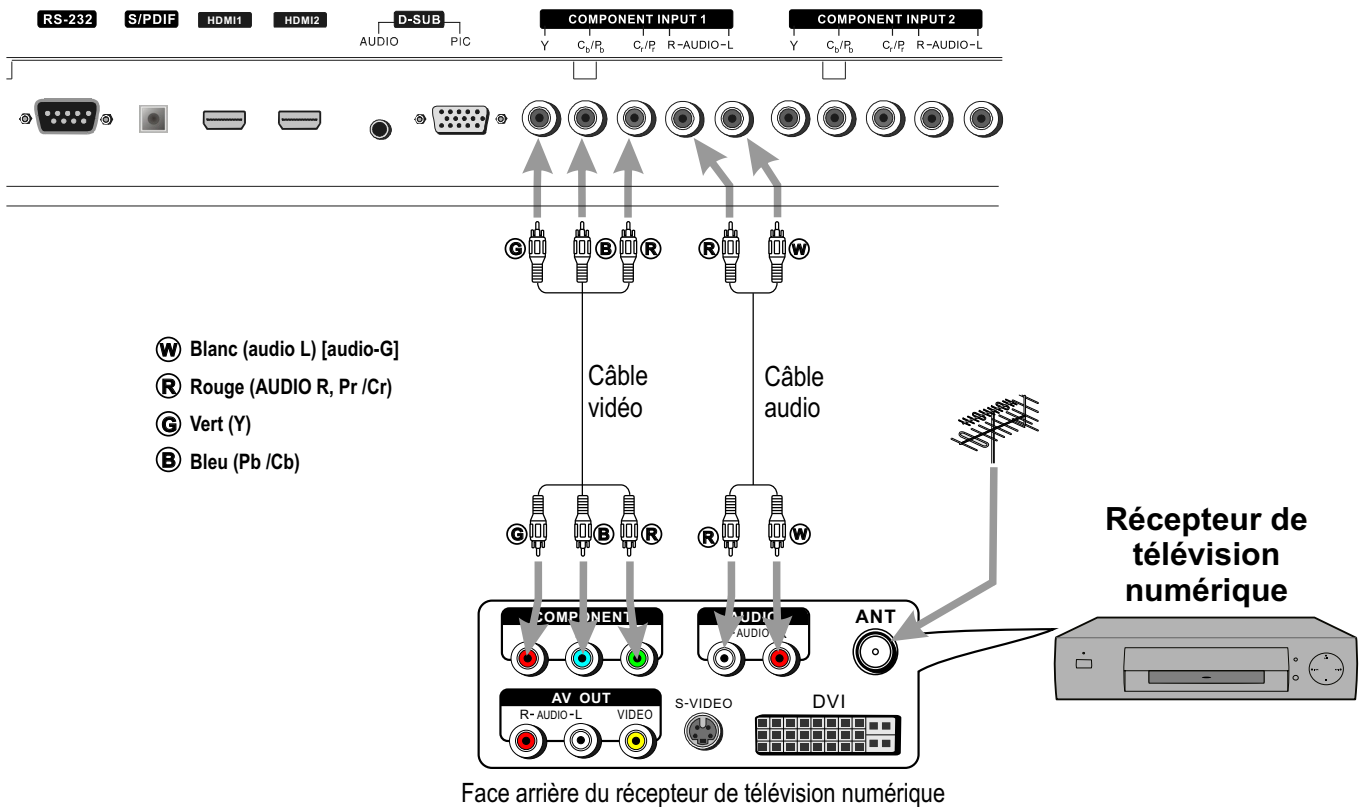 RS-232 S/PDIF HDMI1 HDMI2 D-SUB COMPONENT INPUT 1 COMPONENT INPUT 2
AUDIO PIC Y Cb/Pb Cr/Pr R-AUDIO-L Y Cb/Pb Cr/Pr R-AUDIO-L
G B R R W
W Blanc (audio L) [audio-G]
R Rouge (AUDIO R, Pr /Cr)
G Vert (Y)
B Bleu (Pb /Cb)
Câble
vidéo
Câble
audio
G B R R W
Récepteur de
télévision
numérique
COMPONENT AUDIO ANT
AUDIO
AV OUT
R-AUDIO-L VIDEO
S-VIDEO
DVI
Face arrière du récepteur de télévision numérique